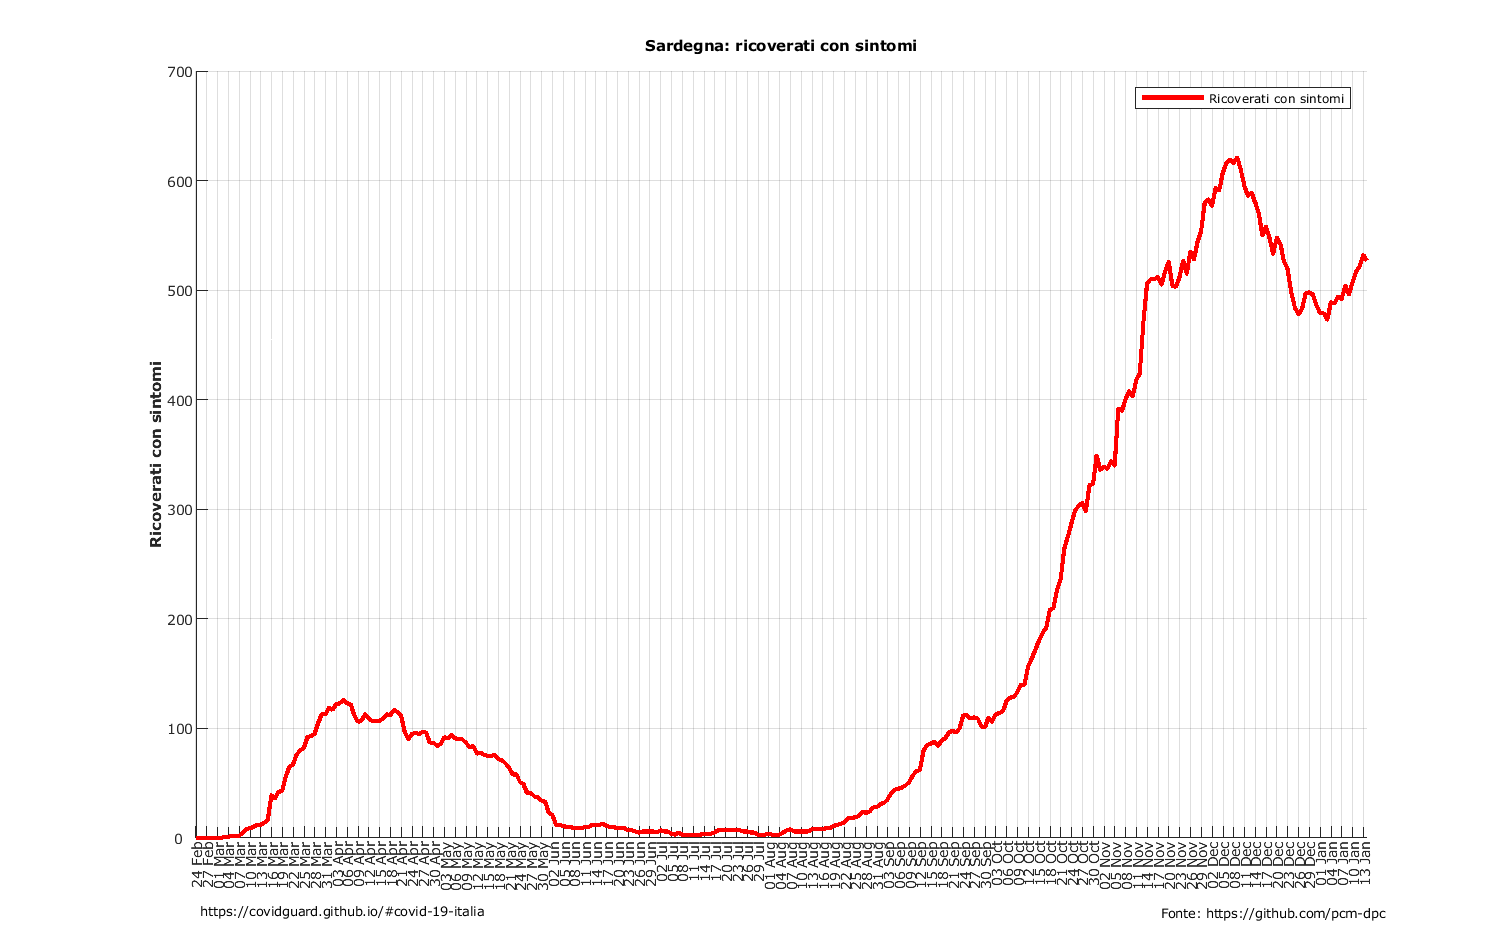 Sardegna: ricoverati con sintomi
Ricoverati con sintomi
700
600
500
400
300
200
100
0
Ricoverati con sintomi
24 Feb
27 Feb
01 Mar
04 Mar
07 Mar
10 Mar
13 Mar
16 Mar
19 Mar
22 Mar
25 Mar
28 Mar
31 Mar
03 Apr
06 Apr
09 Apr
12 Apr
15 Apr
18 Apr
21 Apr
24 Apr
27 Apr
30 Apr
03 May
06 May
09 May
12 May
15 May
18 May
21 May
24 May
27 May
30 May
02 Jun
05 Jun
08 Jun
11 Jun
14 Jun
17 Jun
20 Jun
23 Jun
26 Jun
29 Jun
02 Jul
05 Jul
08 Jul
11 Jul
14 Jul
17 Jul
20 Jul
23 Jul
26 Jul
29 Jul
01 Aug
04 Aug
07 Aug
10 Aug
13 Aug
16 Aug
19 Aug
22 Aug
25 Aug
28 Aug
31 Aug
03 Sep
06 Sep
09 Sep
12 Sep
15 Sep
18 Sep
21 Sep
24 Sep
27 Sep
30 Sep
03 Oct
06 Oct
09 Oct
12 Oct
15 Oct
18 Oct
21 Oct
24 Oct
27 Oct
30 Oct
02 Nov
05 Nov
08 Nov
11 Nov
14 Nov
17 Nov
20 Nov
23 Nov
26 Nov
29 Nov
02 Dec
05 Dec
08 Dec
11 Dec
14 Dec
17 Dec
20 Dec
23 Dec
26 Dec
29 Dec
01 Jan
04 Jan
07 Jan
10 Jan
13 Jan
https://covidguard.github.io/#covid-19-italia
Fonte: https://github.com/pcm-dpc